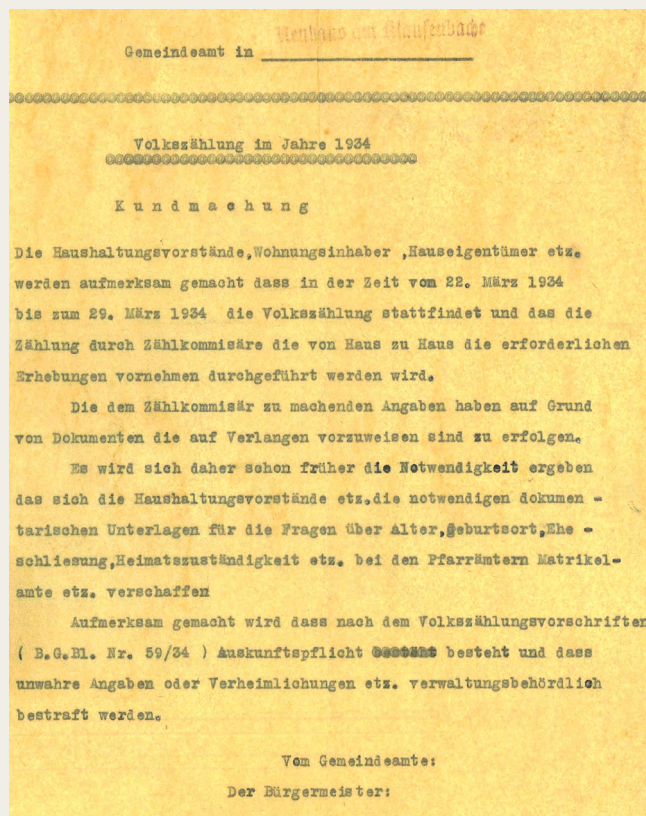 Neuhaus am Klausenbache
Gemeindeamt in
Volkszählung im Jahre 1934
Kundmachung
Die Haushaltungsvorstände,Wohnungsinhaber ,Hauseigentümer etz.
werden aufmerksam gemacht dass in der Zeit vom 22. März 1934
bis zum 29. März 1934 die Volkszählung stattfindet und das die
Zählung durch Zählkommisäre die von Haus zu Haus die erforderlichen
Erhebungen vornehmen durchgeführt werden wird.
Die dem Zählkommisär zu machenden Angaben haben auf Grund
von Dokumenten die auf Verlangen vorzuweisen sind zu erfolgen.
Es wird sich daher schon früher die Notwendigkeit ergeben
das sich die Haushaltungsvorstände etz.die notwendigen dokumen -
tarischen Unterlagen für die Fragen über Alter,Geburtsort,Ehe -
schliesung,Heimatszuständigkeit etz. bei den Pfarrämtern Matrikel-
amte etz. verschaffen
Aufmerksam gemacht wird dass nach dem Volkszählungsvorschriften
( B.G.Bl. Nr. 59/34 ) Auskunftspflicht besteht und dass
unwahre Angaben oder Verheimlichungen etz. verwaltungsbehördlich
bestraft werden.
Vom Gemeindeamte:
Der Bürgermeister: